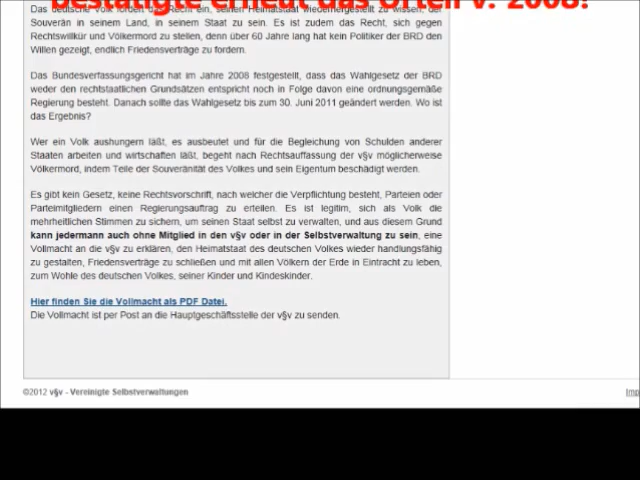 bestätigte erneut das Urteil v. 2008!
Das deutsche Volk fordert das Recht ein, seinen Heimatstaat wiederhergestellt zu wissen, der
Souverän in seinem Land, in seinem Staat zu sein. Es ist zudem das Recht, sich gegen
Rechtswillkür und Völkermord zu stellen, denn über 60 Jahre lang hat kein Politiker der BRD den
Willen gezeigt, endlich Friedensverträge zu fordern.
Das Bundesverfassungsgericht hat im Jahre 2008 festgestellt, dass das Wahlgesetz der BRD
weder den rechtstaatlichen Grundsätzen entspricht noch in Folge davon eine ordnungsgemäße
Regierung besteht. Danach sollte das Wahlgesetz bis zum 30. Juni 2011 geändert werden. Wo ist
das Ergebnis?
Wer ein Volk aushungern läßt, es ausbeutet und für die Begleichung von Schulden anderer
Staaten arbeiten und wirtschaften läßt, begeht nach Rechtsauffassung der v§v möglicherweise
Völkermord, indem Teile der Souveränität des Volkes und sein Eigentum beschädigt werden.
Es gibt kein Gesetz, keine Rechtsvorschrift, nach welcher die Verpflichtung besteht, Parteien oder
Parteimitgliedern einen Regierungsauftrag zu erteilen. Es ist legitim, sich als Volk die
mehrheitlichen Stimmen zu sichern, um seinen Staat selbst zu verwalten, und aus diesem Grund
kann jedermann auch ohne Mitglied in den v§v oder in der Selbstverwaltung zu sein, eine
Vollmacht an die v§v zu erklären, den Heimatstaat des deutschen Volkes wieder handlungsfähig
zu gestalten, Friedensverträge zu schließen und mit allen Völkern der Erde in Eintracht zu leben,
zum Wohle des deutschen Volkes, seiner Kinder und Kindeskinder.
Hier finden Sie die Vollmacht als PDF Datei.
Die Vollmacht ist per Post an die Hauptgeschäftsstelle der v§v zu senden.
©2012 v§v - Vereinigte Selbstverwaltungen
Imp